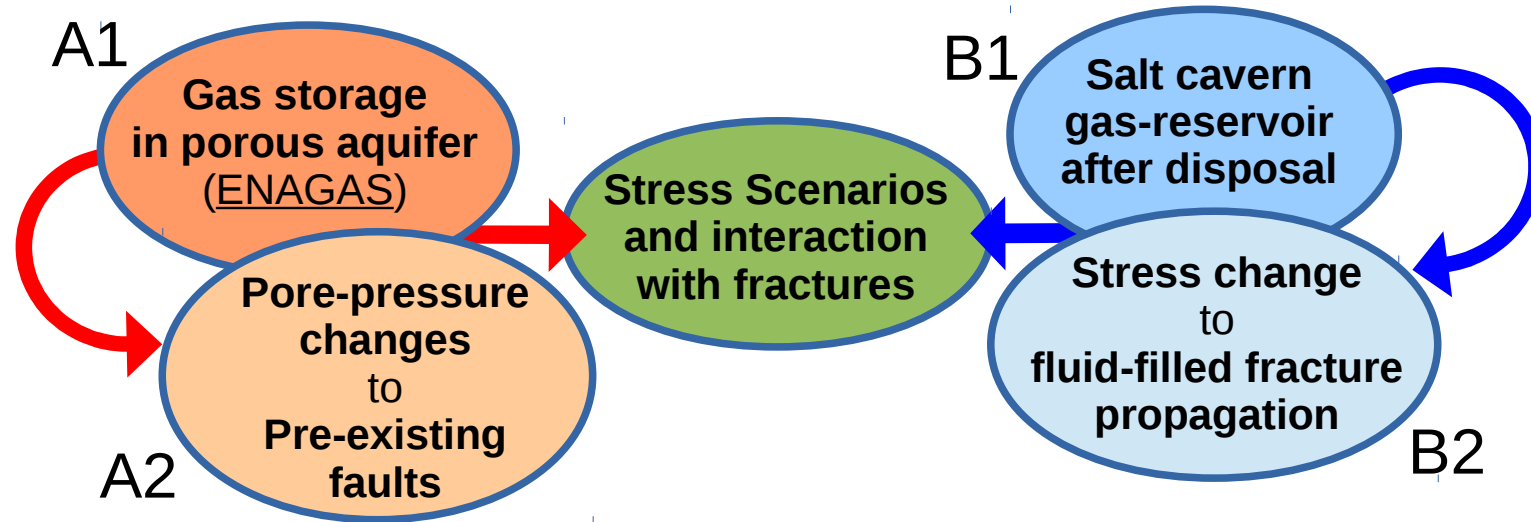 A1
Gas storage
in porous aquifer
(ENAGAS)
Pore-pressure
changes
to
Pre-existing
faults
A2
Stress Scenarios
and interaction
with fractures
B1
Salt cavern
gas-reservoir
after disposal
Stress change
to
fluid-filled fracture
propagation
B2